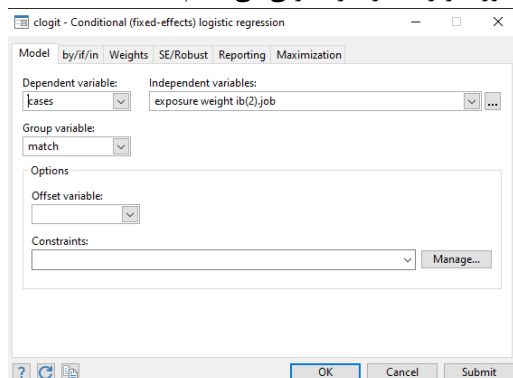 clogit - Conditional (fixed-effects) logistic regression
Model by/if/in Weights SE/Robust Reporting Maximization
Dependent variable: Independent variables:
cases exposure weight ib(2).job ...
Group variable:
match
Options
Offset variable:
Constraints:
Manage...
? OK Cancel Submit